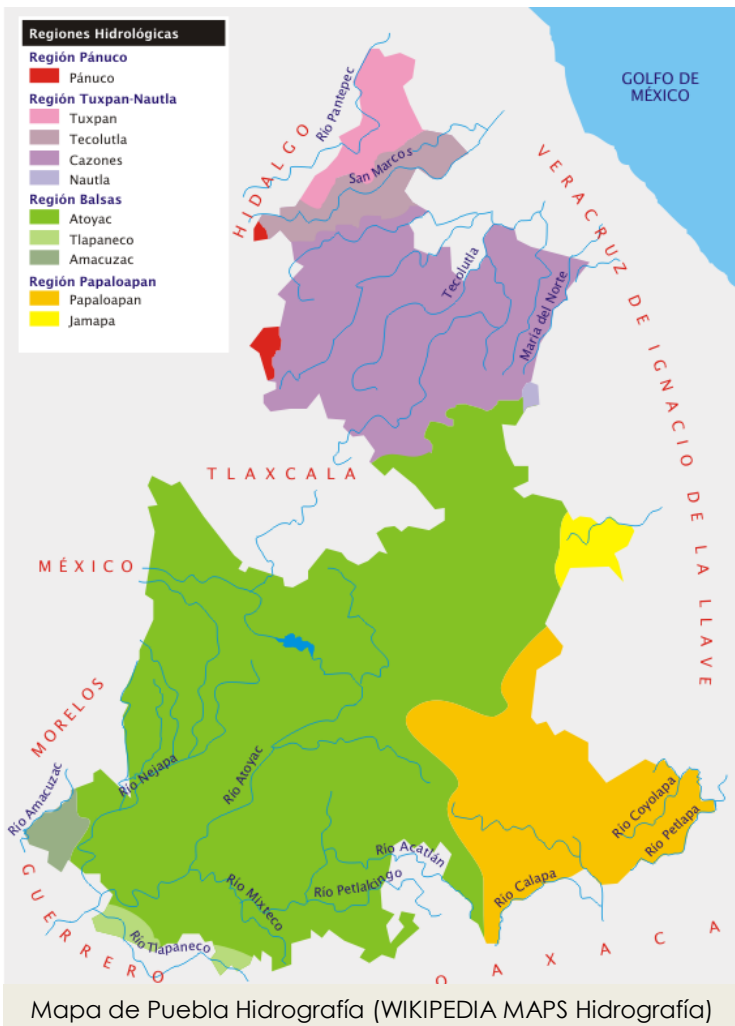 Regiones Hidrológicas
Región Pánuco
Pánuco
Región Tuxpan-Nautla
Tuxpan
Tecolutla
Cazones
Nautla
Región Balsas
Atoyac
Tlapaneco
Amacuzac
Región Papaloapan
Papaloapan
Jamapa
GOLFO DE
MÉXICO
HIDALGO
Río Pantepec
San Marcos
VERACRUZ DE IGNACIO DE LA LLAVE
Tecolutla
María del Norte
TLAXCALA
MÉXICO
MORELOS
Río Amacuzac
Río Nejapa
Río Atoyac
Río Coyolapa
Río Petlapa
Río Acatlán
Río Petlalcingo
Río Calapa
Río Mixteco
Río Tlapaneco
GUERRERO
OAXACA
Mapa de Puebla Hidrografía (WIKIPEDIA MAPS Hidrografía)